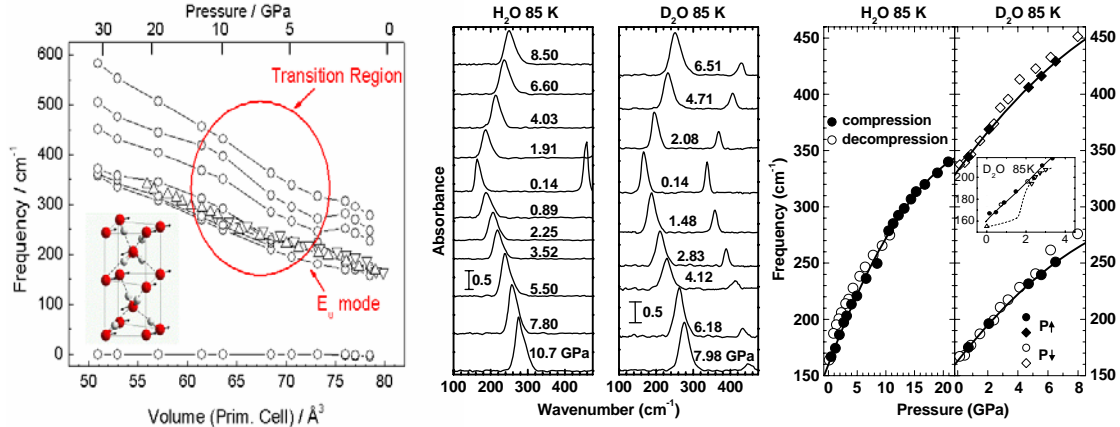 Pressure / GPa
30 20 10 5 0
600
500
400
300
200
100
0
Frequency / cm-1
Transition Region
Eu mode
50 55 60 65 70 75 80
Volume (Prim. Cell) / Å3
H2O 85 K
D2O 85 K
Absorbance
8.50
6.60
4.03
1.91
0.14
0.89
2.25
3.52
5.50
7.80
10.7 GPa
0.5
6.51
4.71
2.08
0.14
1.48
2.83
4.12
6.18
7.98 GPa
0.5
100 200 300 400
100 200 300 400
Wavenumber (cm-1)
H2O 85 K
D2O 85 K
450
400
350
300
250
200
150
Frequency (cm-1)
compression
decompression
D2O 85K
200
180
160
0 2 4
P↑
P↓
450
400
350
300
250
200
150
0 5 10 15 20
0 2 4 6 8
Pressure (GPa)